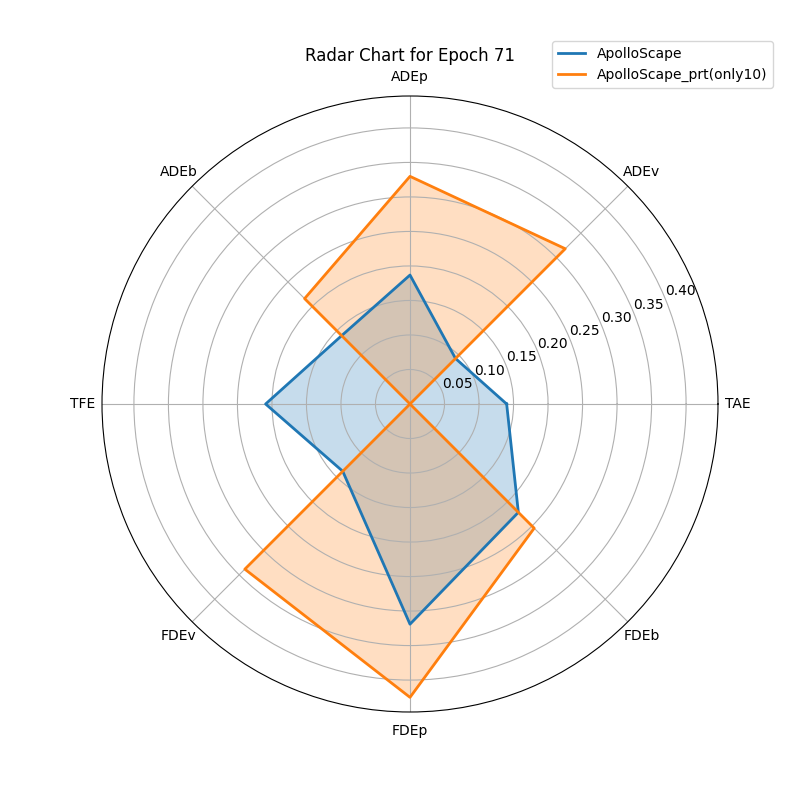 Radar Chart for Epoch 71
ApolloScape
ApolloScape_prt(only10)
ADEp
ADEb
ADEv
0.40
0.35
0.30
0.25
0.20
0.15
0.10
0.05
TFE
TAE
FDEv
FDEb
FDEp